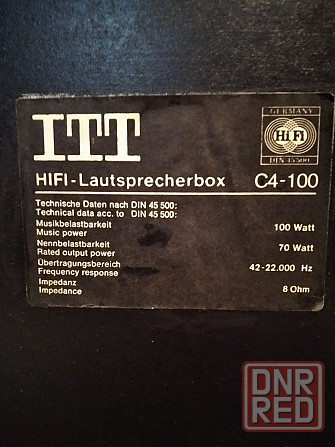 ITT
GERMANY
HiFi
DIN 45500
HIFI-Lautsprecherbox C4-100
Technische Daten nach DIN 45 500:
Technical data acc. to DIN 45 500:
Musikbelastbarkeit
Music power 100 Watt
Nennbelastbarkeit
Rated output power 70 Watt
Übertragungsbereich
Frequency response 42-22.000 Hz
Impedanz
Impedance 8 Ohm
DNR
RED